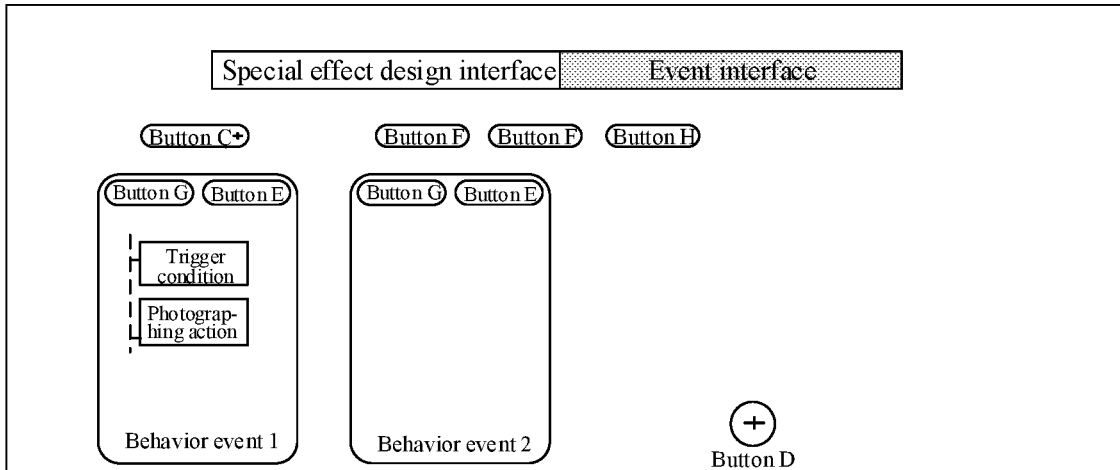 Special effect design interface Event interface
Button C+ Button F Button F Button H
Button G Button E Button G Button E
Trigger
condition
Photograp-
hing action
Behavior event 1 Behavior event 2
+
Button D